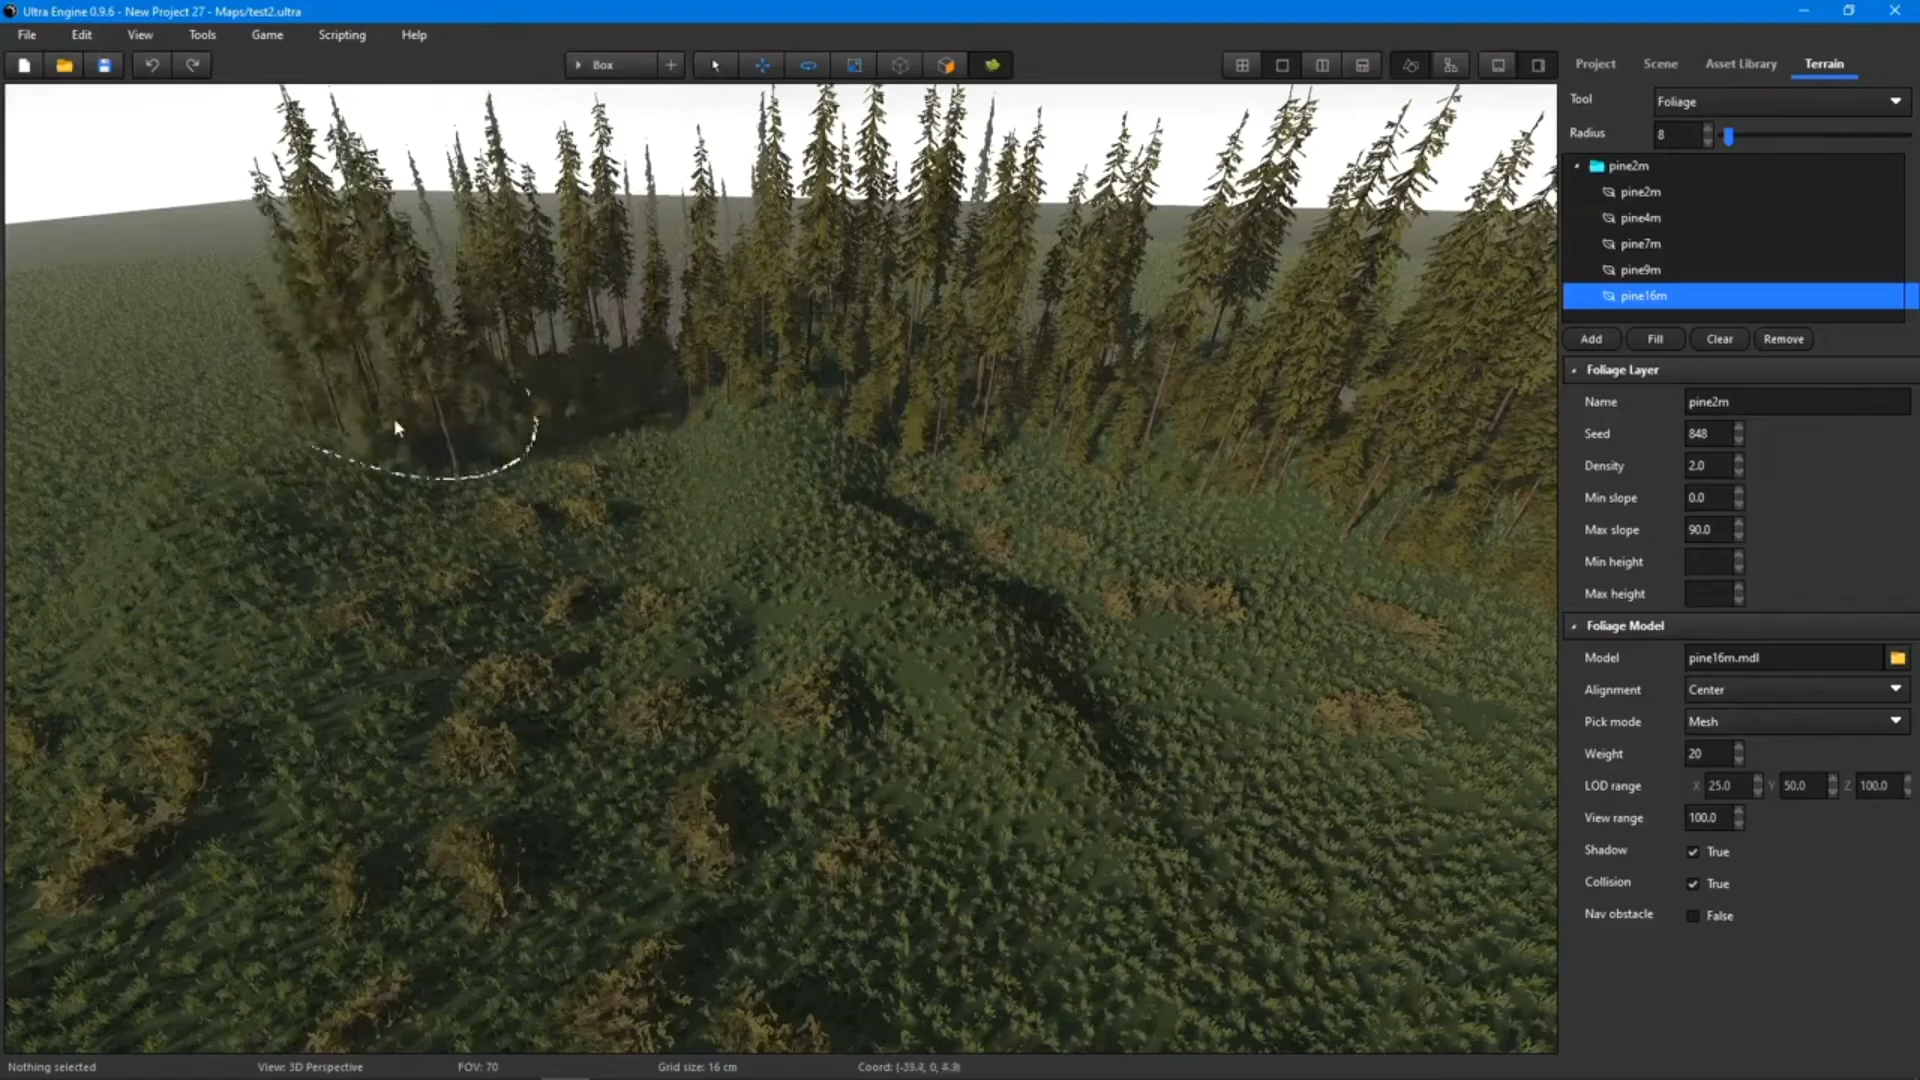 Ultra Engine 0.9.6 - New Project 27 - Maps/test2.ultra
File Edit View Tools Game Scripting Help
Box
Project Scene Asset Library Terrain
Tool Foliage
Radius 8
pine2m
pine2m
pine4m
pine7m
pine9m
pine16m
Add Fill Clear Remove
Foliage Layer
Name pine2m
Seed 848
Density 2.0
Min slope 0.0
Max slope 90.0
Min height
Max height
Foliage Model
Model pine16m.mdl
Alignment Center
Pick mode Mesh
Weight 20
LOD range X 25.0 Y 50.0 Z 100.0
View range 100.0
Shadow True
Collision True
Nav obstacle False
Nothing selected View: 3D Perspective FOV: 70 Grid size: 16 cm Coord: